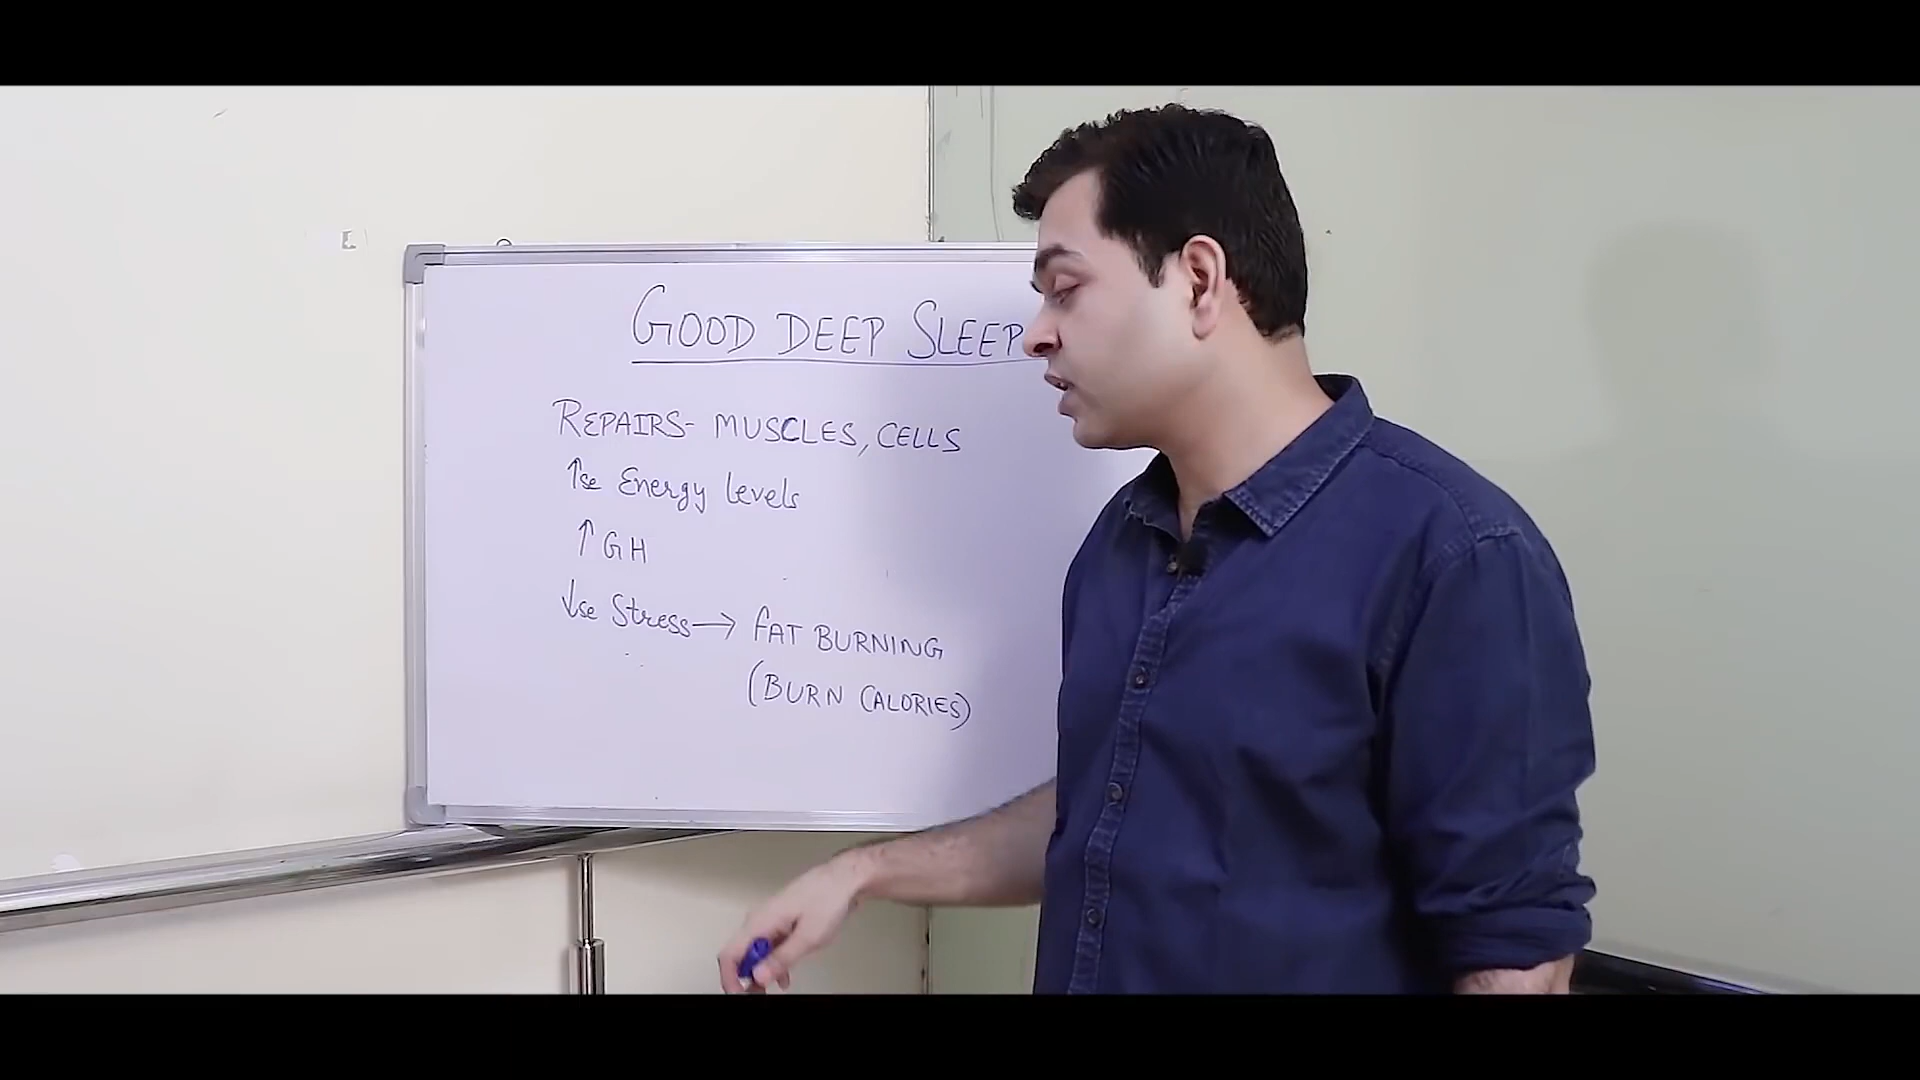 GOOD DEEP SLEEP
REPAIRS- MUSCLES, CELLS
↑se Energy Levels
↑ GH
↓se Stress → FAT BURNING
(BURN CALORIES)